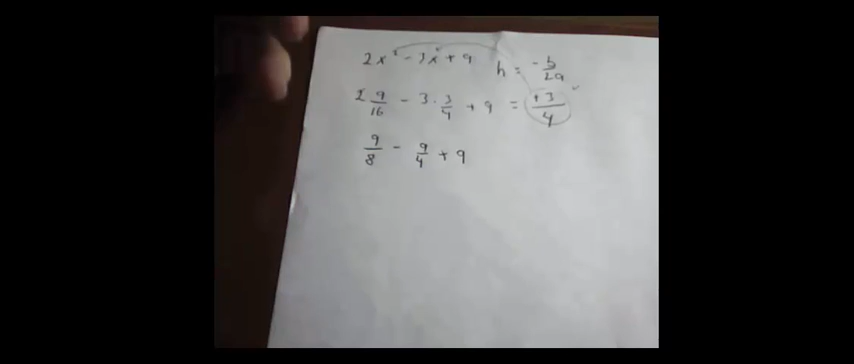 2x² - 3x + 9 h = -b/2a
2 9/16 - 3 · 3/4 + 9 = +3/4
9/8 - 9/4 + 9